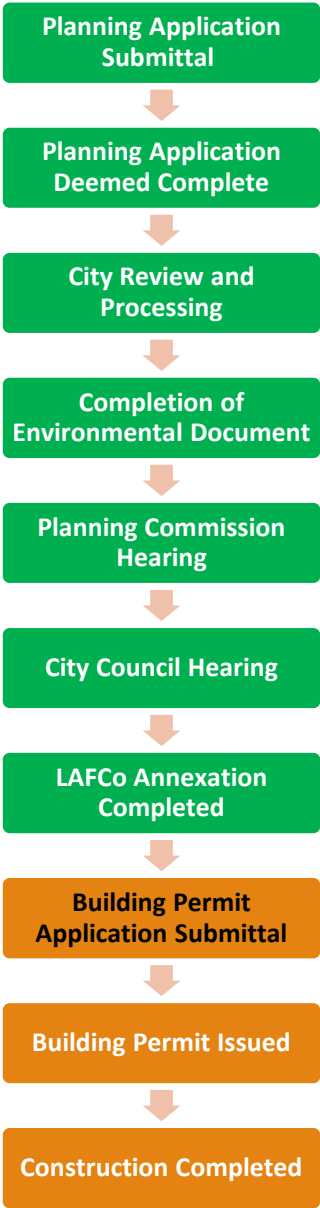 Planning Application
Submittal
Planning Application
Deemed Complete
City Review and
Processing
Completion of
Environmental Document
Planning Commission
Hearing
City Council Hearing
LAFCo Annexation
Completed
Building Permit
Application Submittal
Building Permit Issued
Construction Completed